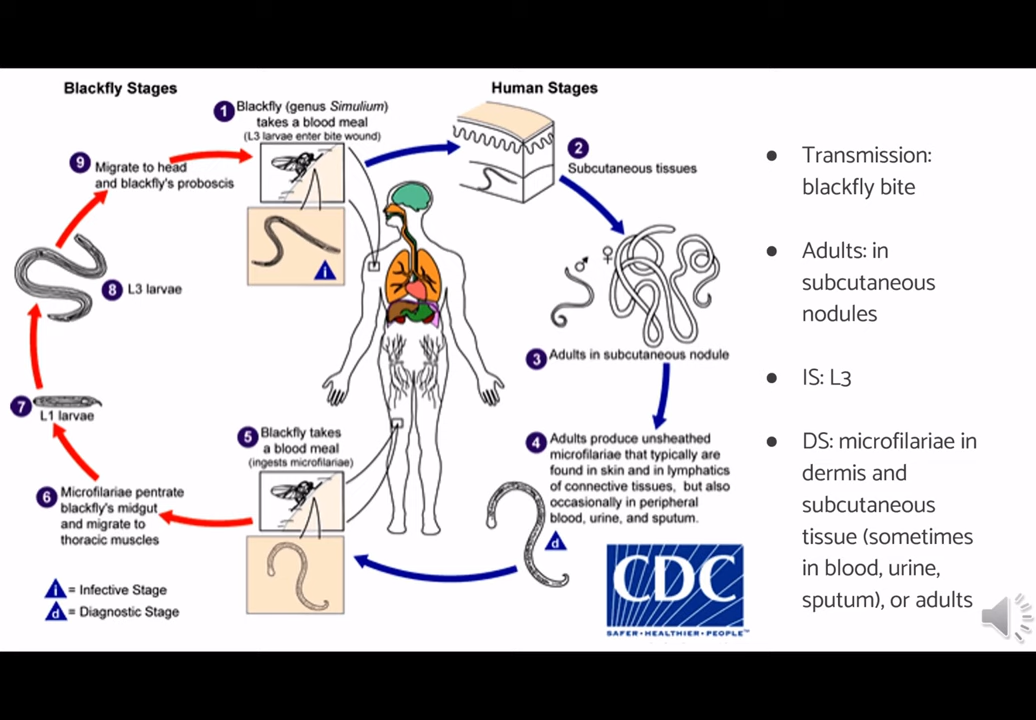 Blackfly Stages
Human Stages
1
Blackfly (genus Simulium)
takes a blood meal
(L3 larvae enter bite wound)
2
Subcutaneous tissues
9
Migrate to head
and blackfly's proboscis
i
♂
♀
8
L3 larvae
3
Adults in subcutaneous nodule
7
L1 larvae
5
Blackfly takes
a blood meal
(ingests microfilariae)
4
Adults produce unsheathed
microfilariae that typically are
found in skin and in lymphatics
of connective tissues, but also
occasionally in peripheral
blood, urine, and sputum.
d
6
Microfilariae pentrate
blackfly's midgut
and migrate to
thoracic muscles
i = Infective Stage
d = Diagnostic Stage
CDC
SAFER•HEALTHIER•PEOPLE™
● Transmission:
blackfly bite
● Adults: in
subcutaneous
nodules
● IS: L3
● DS: microfilariae in
dermis and
subcutaneous
tissue (sometimes
in blood, urine,
sputum), or adults